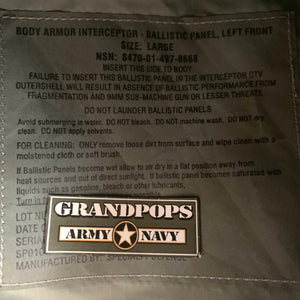 BODY ARMOR INTERCEPTOR - BALLISTIC PANEL, LEFT FRONT
SIZE: LARGE
NSN: 8470-01-497-8668
INSERT THIS SIDE TO BODY
FAILURE TO INSERT THIS BALLISTIC PANEL IN THE INTERCEPTOR OTV
OUTERSHELL WILL RESULT IN ABSENCE OF BALLISTIC PERFORMANCE FROM
FRAGMENTATION AND 9MM SUB-MACHINE GUN OR LESSER THREATS.
DO NOT LAUNDER BALLISTIC PANELS
Avoid submerging in water, DO NOT bleach. DO NOT machine wash. DO NOT
dry. DO NOT apply solvents.
FOR CLEANING: ONLY remove loose dirt from surface and wipe clean with a
moistened cloth or soft brush.
If Ballistic Panels become wet allow to air dry in a flat position away from
heat sources and out of direct sunlight. If ballistic panel becomes saturated with
liquids such as gasoline, bleach or other lubricants,
Turn in
LOT NU
DATE O
SERIAL
SP010
MANUFACTURED BY:
GRANDPOPS
ARMY NAVY